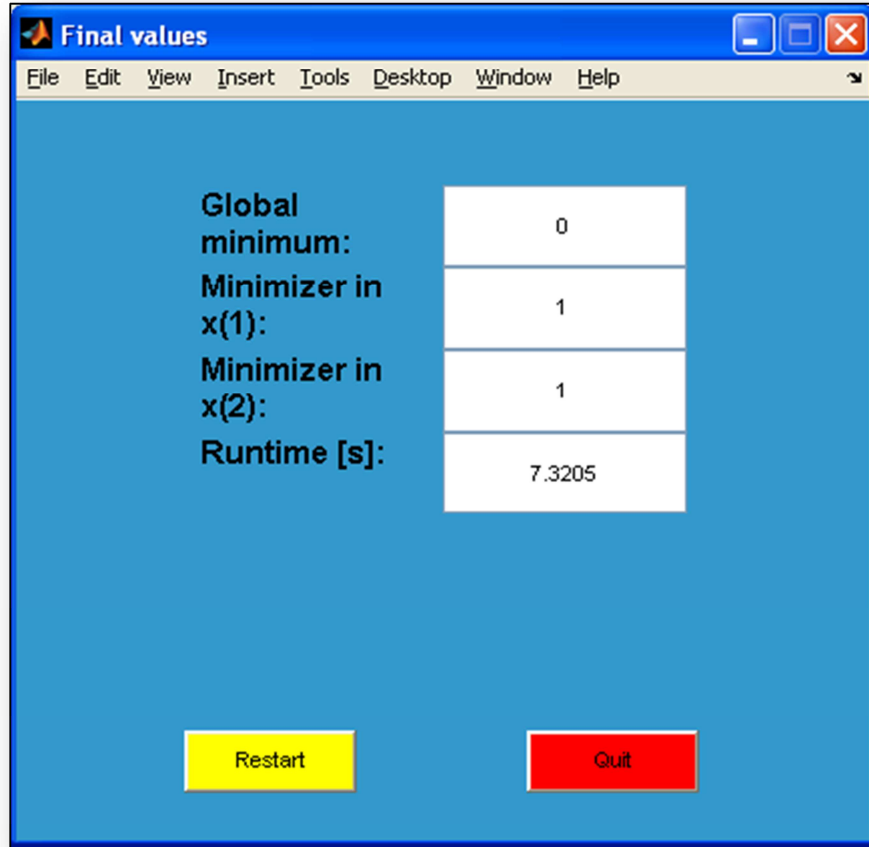 Final values
File Edit View Insert Tools Desktop Window Help
Global
minimum:
0
Minimizer in
x(1):
1
Minimizer in
x(2):
1
Runtime [s]:
7.3205
Restart
Quit